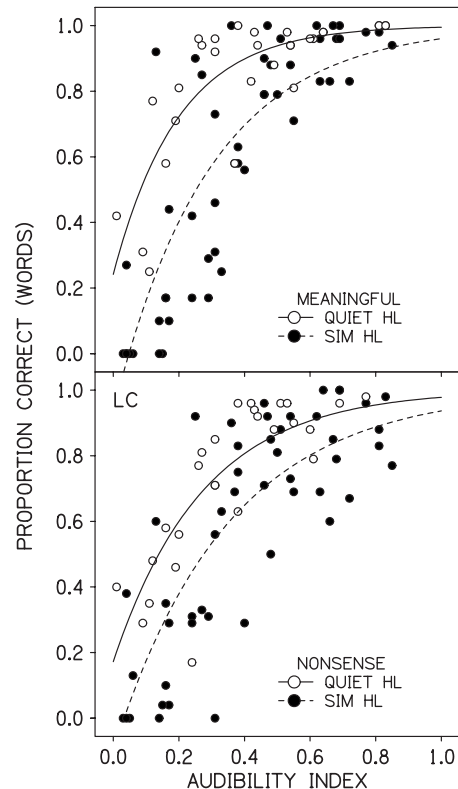 PROPORTION CORRECT (WORDS)
1.0
0.8
0.6
0.4
0.2
0.0
MEANINGFUL
QUIET HL
SIM HL
LC
1.0
0.8
0.6
0.4
0.2
0.0
NONSENSE
QUIET HL
SIM HL
0.0 0.2 0.4 0.6 0.8 1.0
AUDIBILITY INDEX